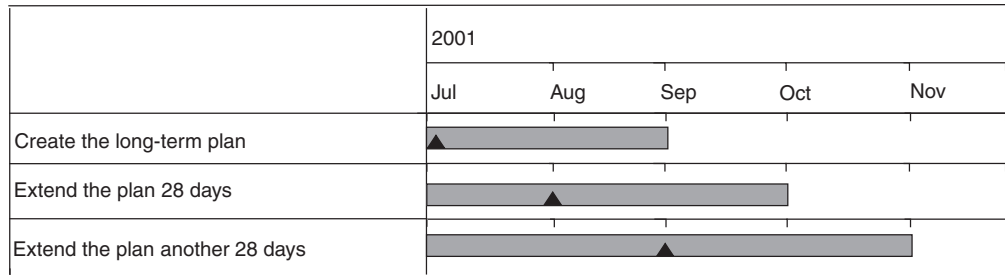 2001
Jul Aug Sep Oct Nov
Create the long-term plan
Extend the plan 28 days
Extend the plan another 28 days